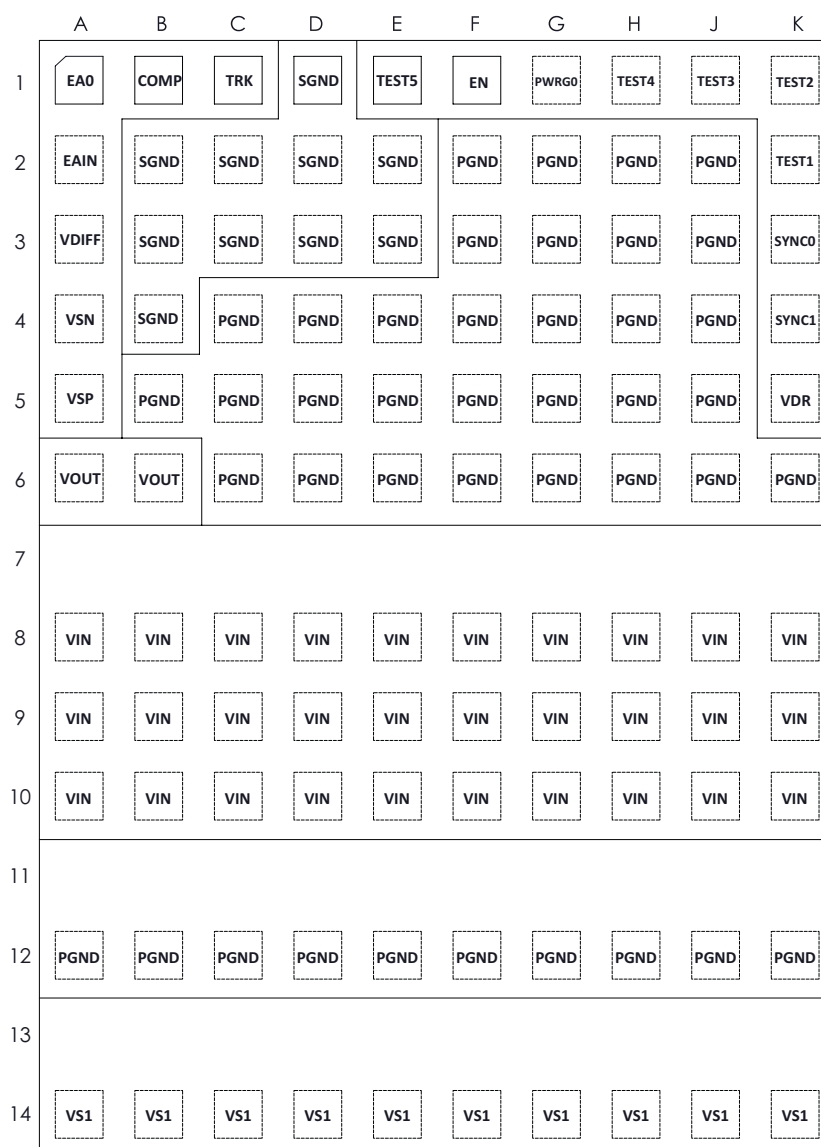 A B C D E F G H J K
1 EA0 COMP TRK SGND TEST5 EN PWRG0 TEST4 TEST3 TEST2
2 EAIN SGND SGND SGND SGND PGND PGND PGND PGND TEST1
3 VDIFF SGND SGND SGND SGND PGND PGND PGND PGND SYNC0
4 VSN SGND PGND PGND PGND PGND PGND PGND PGND SYNC1
5 VSP PGND PGND PGND PGND PGND PGND PGND PGND VDR
6 VOUT VOUT PGND PGND PGND PGND PGND PGND PGND PGND
7
8 VIN VIN VIN VIN VIN VIN VIN VIN VIN VIN
9 VIN VIN VIN VIN VIN VIN VIN VIN VIN VIN
10 VIN VIN VIN VIN VIN VIN VIN VIN VIN VIN
11
12 PGND PGND PGND PGND PGND PGND PGND PGND PGND PGND
13
14 VS1 VS1 VS1 VS1 VS1 VS1 VS1 VS1 VS1 VS1